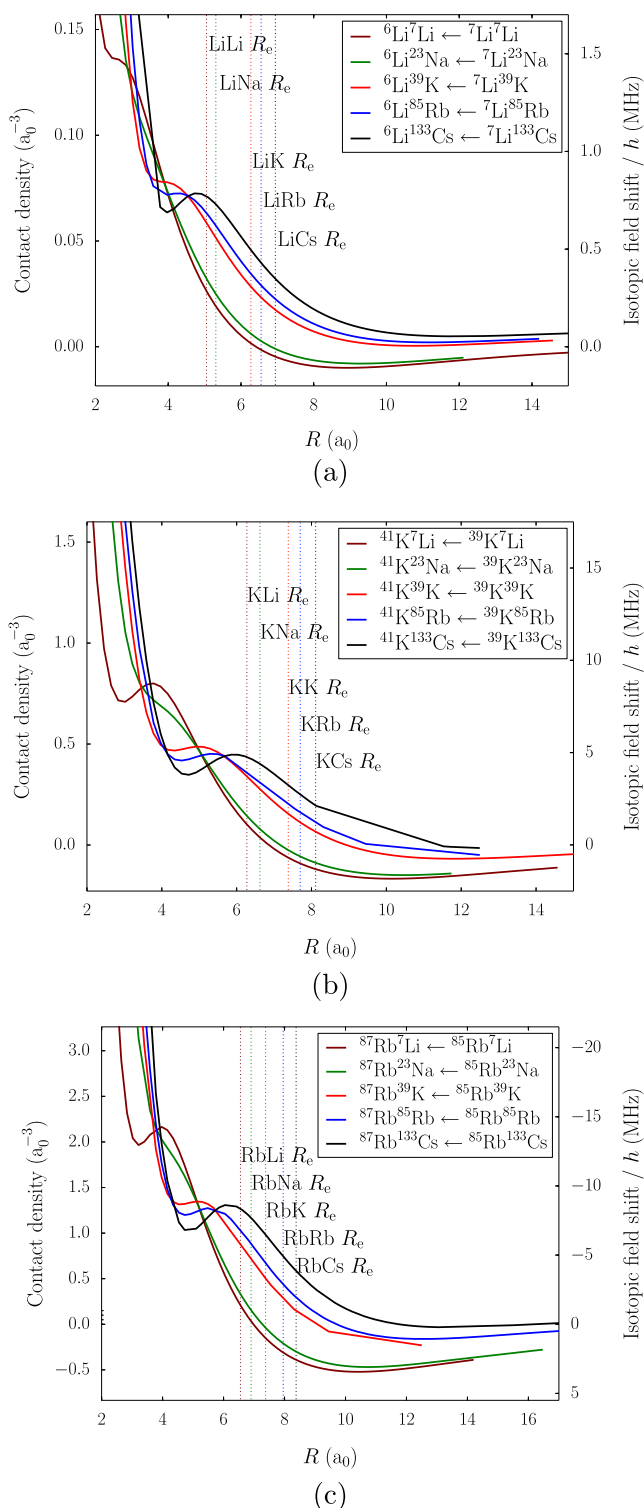 0.15
0.10
0.05
0.00
Contact density (a₀⁻³)
⁶Li⁷Li ← ⁷Li⁷Li
⁶Li²³Na ← ⁷Li²³Na
⁶Li³⁹K ← ⁷Li³⁹K
⁶Li⁸⁵Rb ← ⁷Li⁸⁵Rb
⁶Li¹³³Cs ← ⁷Li¹³³Cs
LiLi Rₑ
LiNa Rₑ
LiK Rₑ
LiRb Rₑ
LiCs Rₑ
1.5
1.0
0.5
0.0
Isotopic field shift / h (MHz)
2 4 6 8 10 12 14
R (a₀)
(a)
1.5
1.0
0.5
0.0
Contact density (a₀⁻³)
⁴¹K⁷Li ← ³⁹K⁷Li
⁴¹K²³Na ← ³⁹K²³Na
⁴¹K³⁹K ← ³⁹K³⁹K
⁴¹K⁸⁵Rb ← ³⁹K⁸⁵Rb
⁴¹K¹³³Cs ← ³⁹K¹³³Cs
KLi Rₑ
KNa Rₑ
KK Rₑ
KRb Rₑ
KCs Rₑ
15
10
5
0
Isotopic field shift / h (MHz)
2 4 6 8 10 12 14
R (a₀)
(b)
3.0
2.5
2.0
1.5
1.0
0.5
0.0
−0.5
Contact density (a₀⁻³)
⁸⁷Rb⁷Li ← ⁸⁵Rb⁷Li
⁸⁷Rb²³Na ← ⁸⁵Rb²³Na
⁸⁷Rb³⁹K ← ⁸⁵Rb³⁹K
⁸⁷Rb⁸⁵Rb ← ⁸⁵Rb⁸⁵Rb
⁸⁷Rb¹³³Cs ← ⁸⁵Rb¹³³Cs
RbLi Rₑ
RbNa Rₑ
RbK Rₑ
RbRb Rₑ
RbCs Rₑ
−20
−15
−10
−5
0
5
Isotopic field shift / h (MHz)
2 4 6 8 10 12 14 16
R (a₀)
(c)